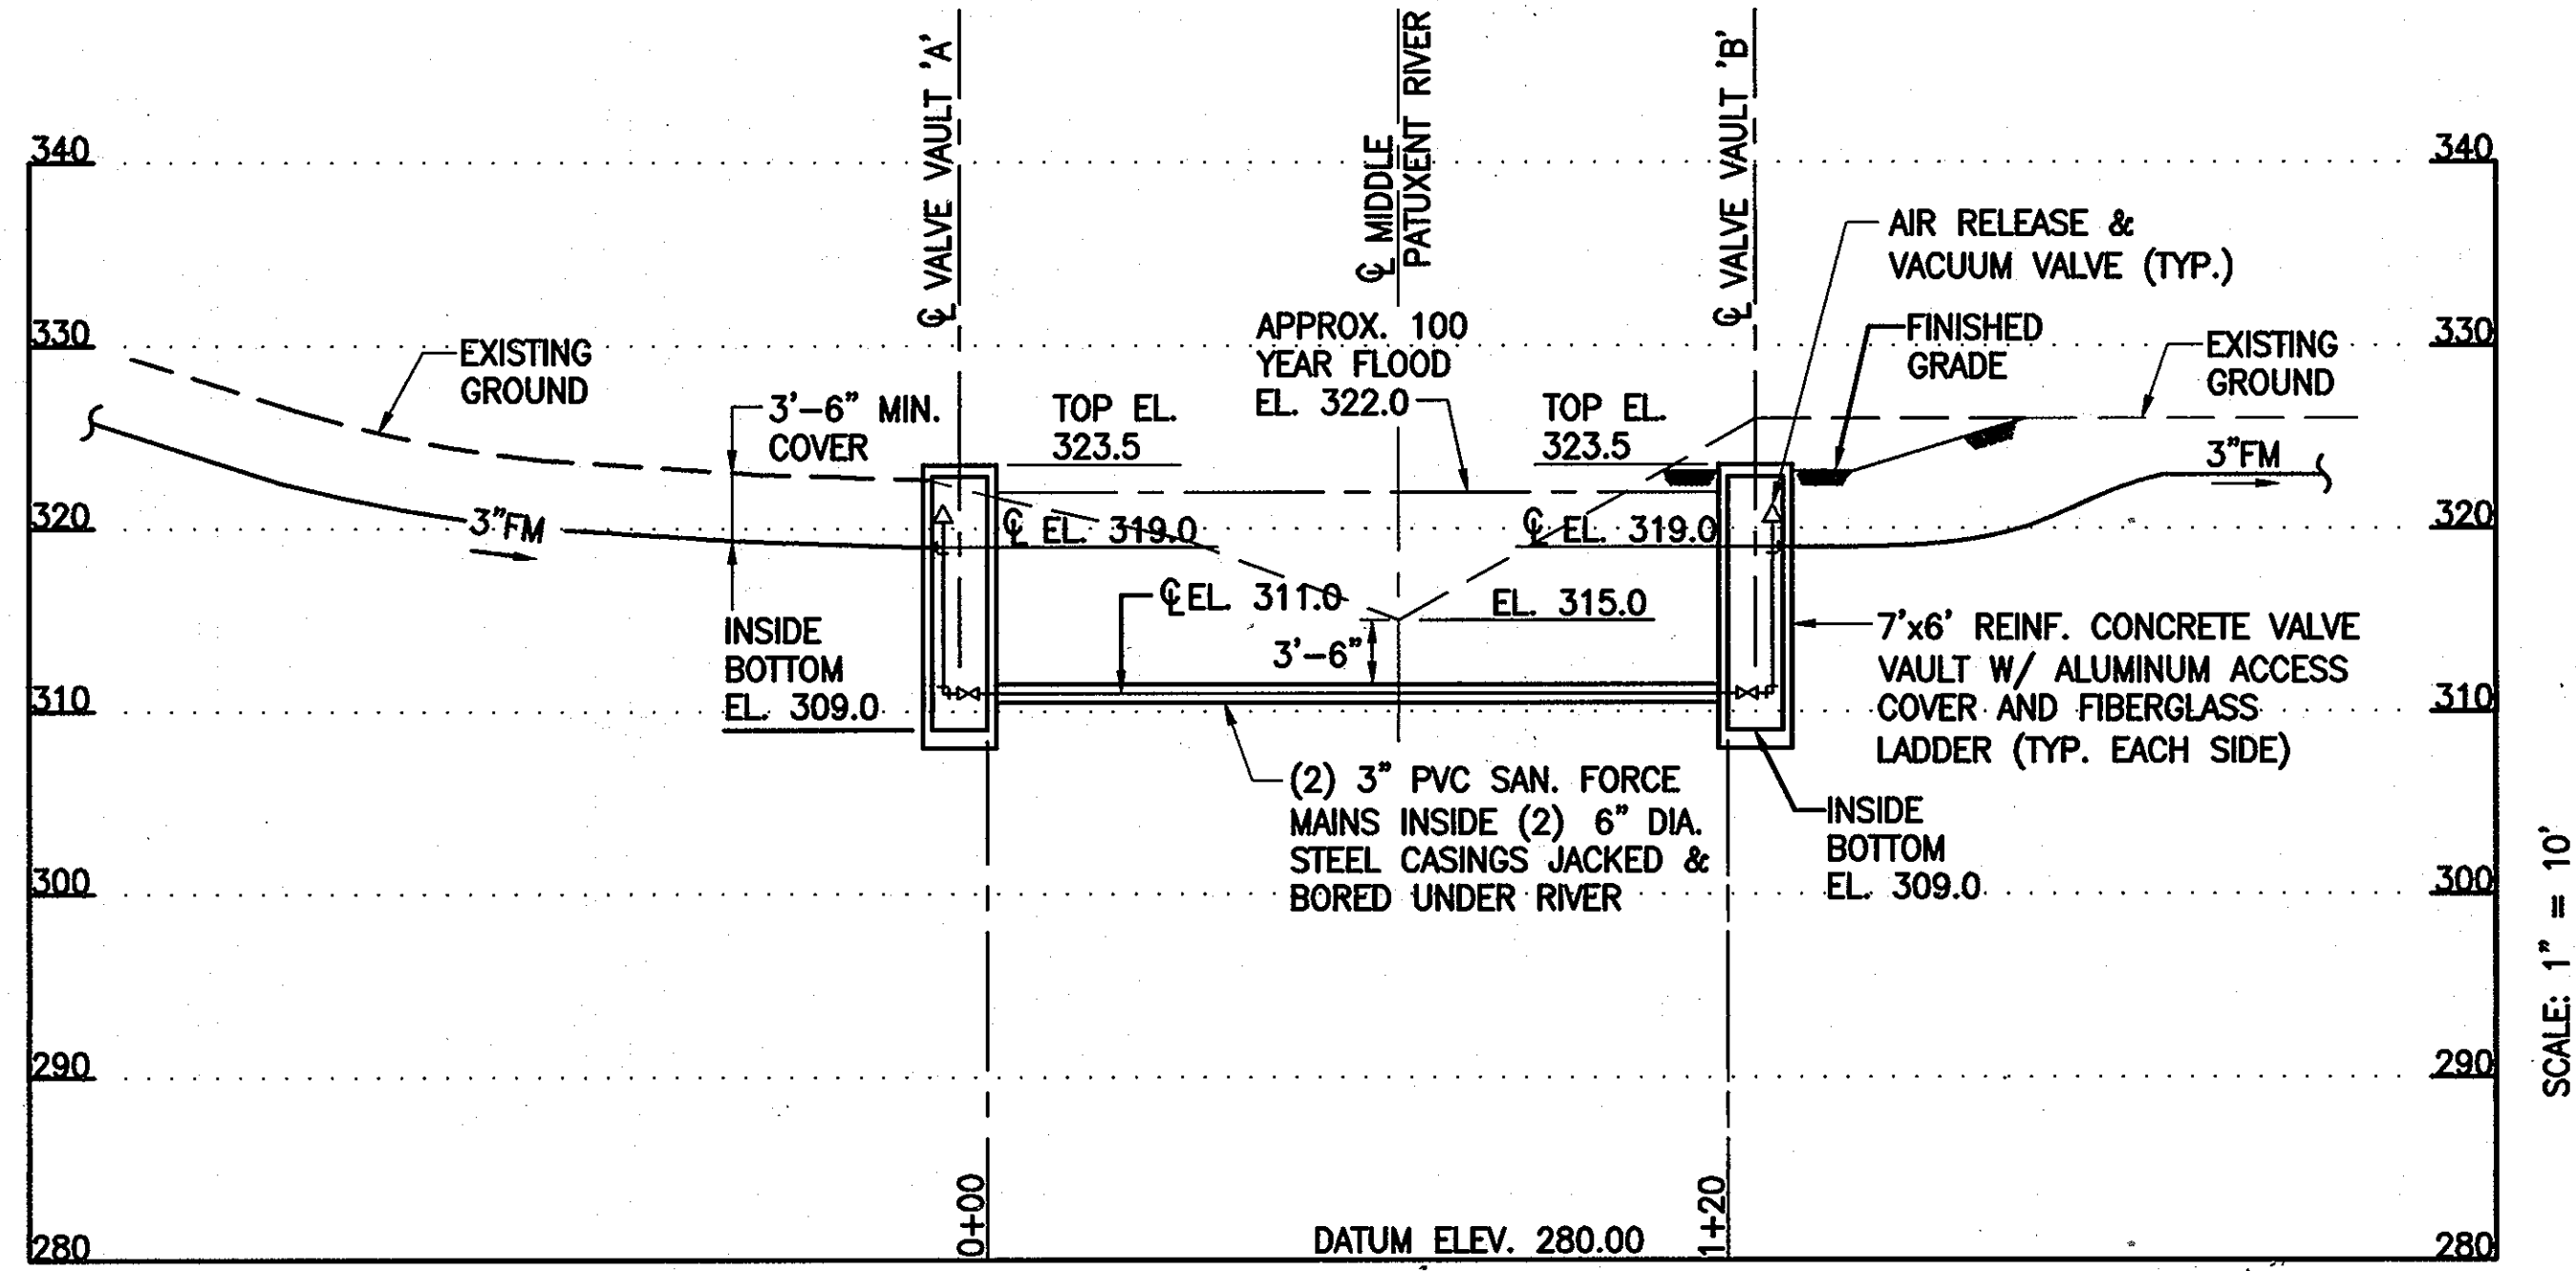 ℄ VALVE VAULT 'A'
℄ MIDDLE
PATUXENT RIVER
℄ VALVE VAULT 'B'
340
340
AIR RELEASE &
VACUUM VALVE (TYP.)
330
330
EXISTING
GROUND
APPROX. 100
YEAR FLOOD
EL. 322.0
FINISHED
GRADE
EXISTING
GROUND
3'-6" MIN.
COVER
TOP EL.
323.5
TOP EL.
323.5
3"FM
320
320
3"FM
℄ EL. 319.0
℄ EL. 319.0
℄ EL. 311.0
EL. 315.0
3'-6"
INSIDE
BOTTOM
EL. 309.0
7'x6' REINF. CONCRETE VALVE
VAULT W/ ALUMINUM ACCESS
COVER AND FIBERGLASS
LADDER (TYP. EACH SIDE)
310
310
(2) 3" PVC SAN. FORCE
MAINS INSIDE (2) 6" DIA.
STEEL CASINGS JACKED &
BORED UNDER RIVER
INSIDE
BOTTOM
EL. 309.0
300
300
290
290
SCALE: 1" = 10'
0+00
1+20
DATUM ELEV. 280.00
280
280